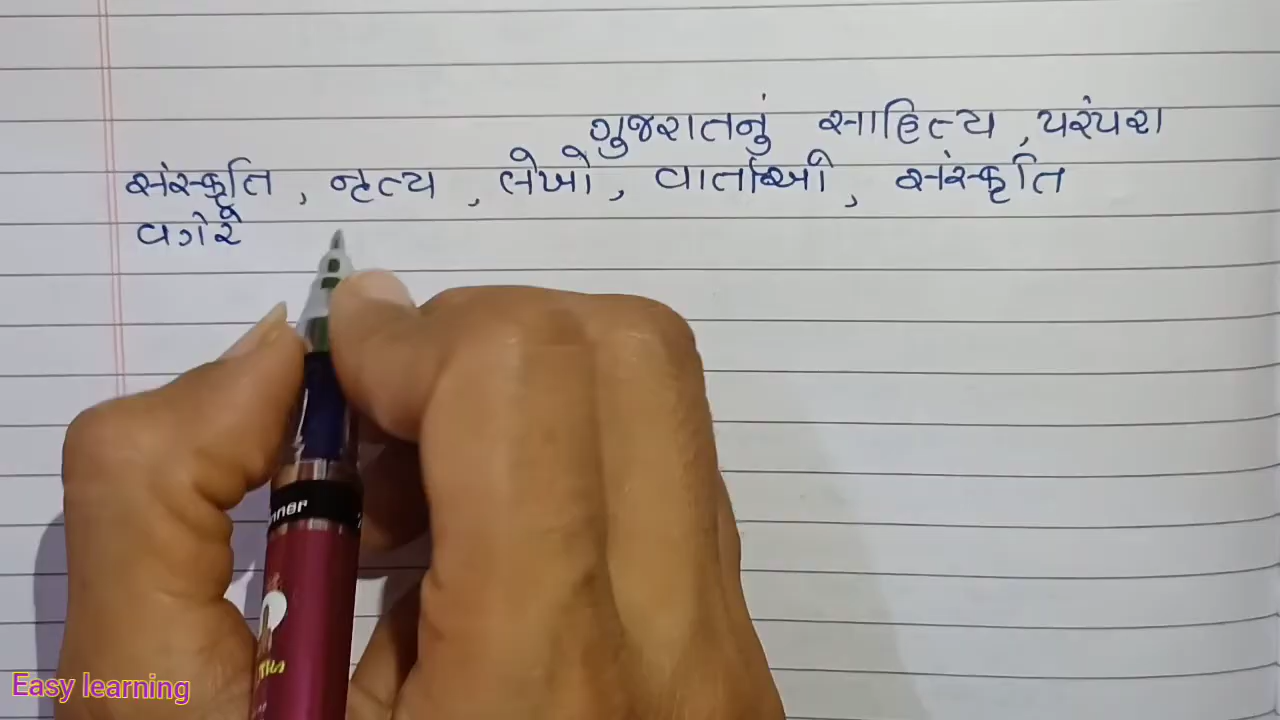 ગુજરાતનું સાહિત્ય , પરંપરા
સંસ્કૃતિ , નૃત્ય , લેખો , વાર્તાઓ , સંસ્કૃતિ
વગેરે
Easy learning